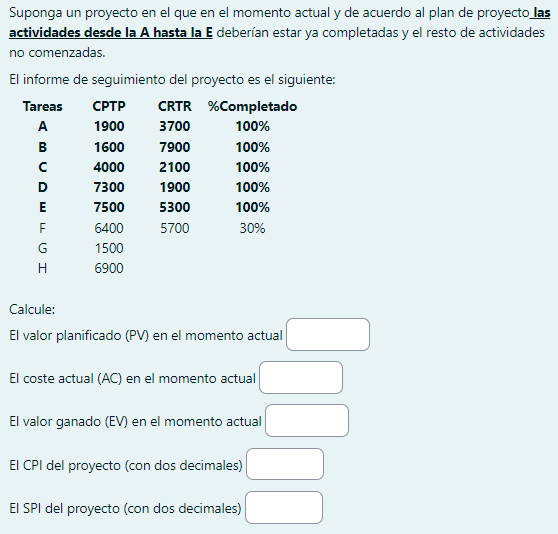 Suponga un proyecto en el que en el momento actual y de acuerdo al plan de proyecto las
actividades desde la A hasta la E deberían estar ya completadas y el resto de actividades
no comenzadas.
El informe de seguimiento del proyecto es el siguiente:
Tareas CPTP CRTR %Completado
A 1900 3700 100%
B 1600 7900 100%
C 4000 2100 100%
D 7300 1900 100%
E 7500 5300 100%
F 6400 5700 30%
G 1500
H 6900
Calcule:
El valor planificado (PV) en el momento actual
El coste actual (AC) en el momento actual
El valor ganado (EV) en el momento actual
El CPI del proyecto (con dos decimales)
El SPI del proyecto (con dos decimales)